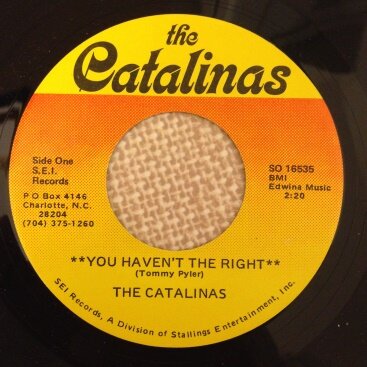 the
Catalinas
Side One
S.E.I.
Records
P O Box 4146
Charlotte, N.C.
28204
(704) 375-1260
SO 16535
BMI
Edwina Music
2:20
**YOU HAVEN'T THE RIGHT**
(Tommy Pyler)
THE CATALINAS
SEI Records, A Division of Stallings Entertainment, Inc.